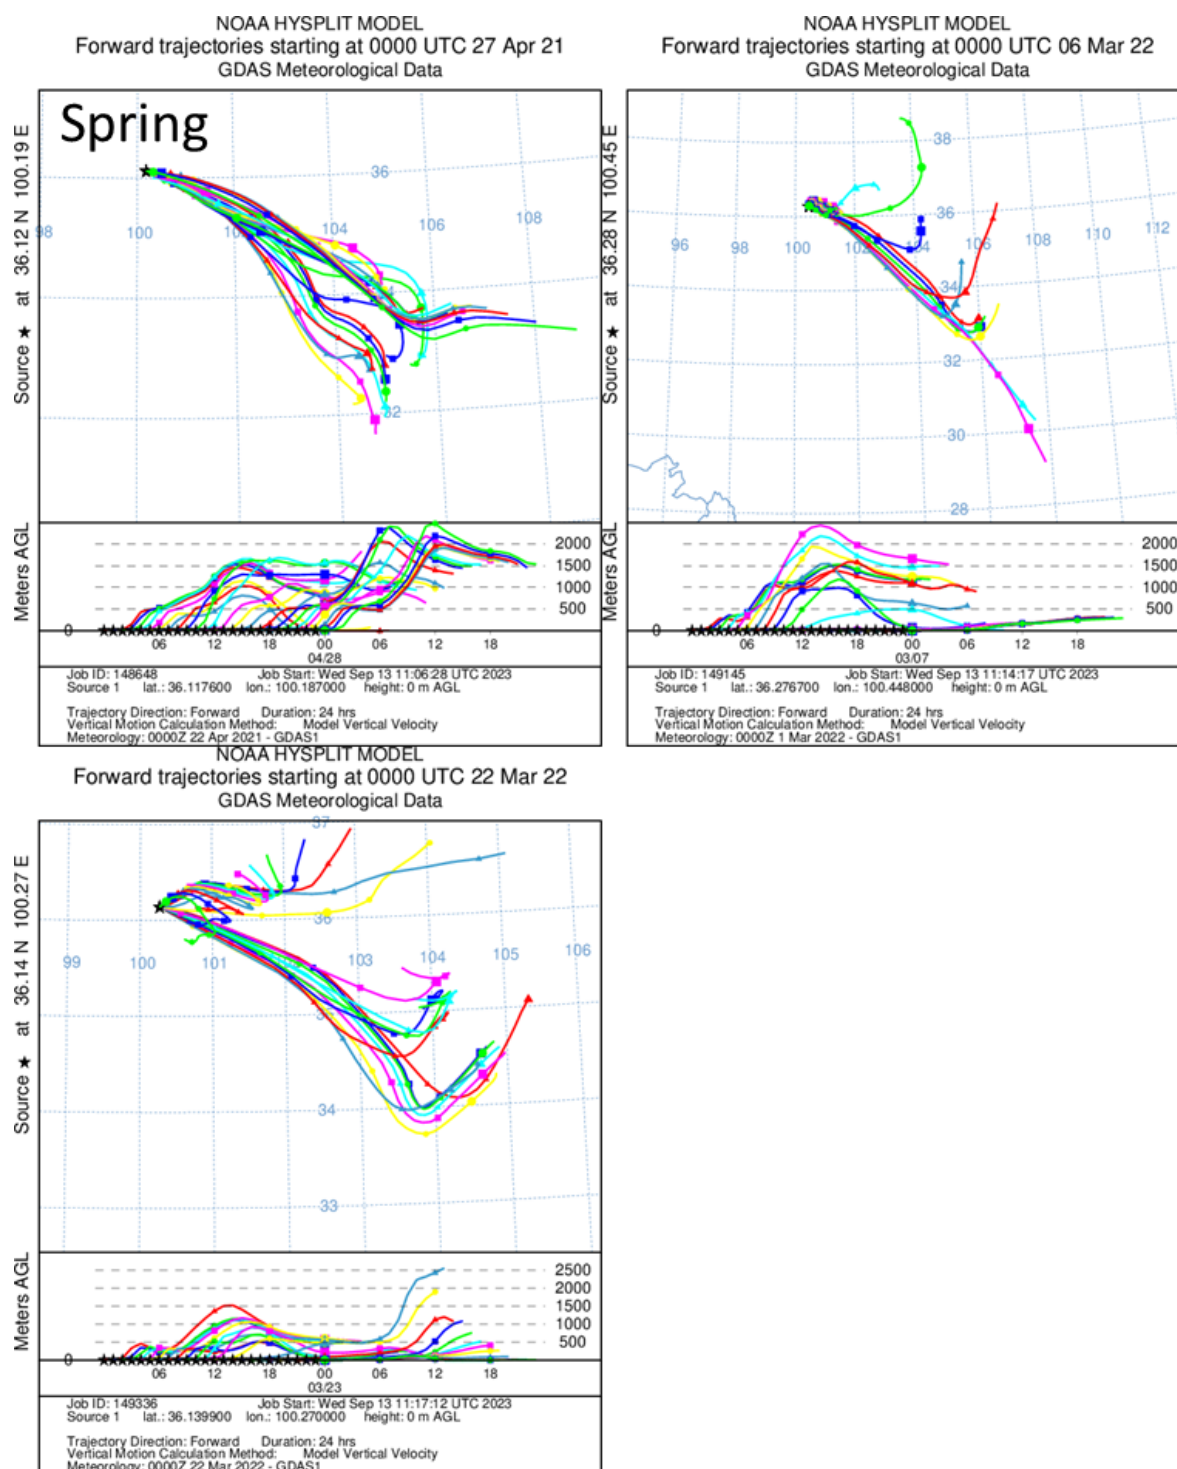 NOAA HYSPLIT MODEL
Forward trajectories starting at 0000 UTC 27 Apr 21
GDAS Meteorological Data
Spring
Source ★ at 36.12 N 100.19 E
98 100 102 104 106 108
36
34
32
Meters AGL
2000
1500
1000
500
0
06 12 18 00 06 12 18
04/28
Job ID: 148648 Job Start: Wed Sep 13 11:06:28 UTC 2023
Source 1 lat.: 36.117600 lon.: 100.187000 height: 0 m AGL
Trajectory Direction: Forward Duration: 24 hrs
Vertical Motion Calculation Method: Model Vertical Velocity
Meteorology: 0000Z 22 Apr 2021 - GDAS1
NOAA HYSPLIT MODEL
Forward trajectories starting at 0000 UTC 06 Mar 22
GDAS Meteorological Data
Source ★ at 36.28 N 100.45 E
38
36
96 98 100 102 104 106 108 110 112
34
32
30
28
Meters AGL
2000
1500
1000
500
0
06 12 18 00 06 12 18
03/07
Job ID: 149145 Job Start: Wed Sep 13 11:14:17 UTC 2023
Source 1 lat.: 36.276700 lon.: 100.448000 height: 0 m AGL
Trajectory Direction: Forward Duration: 24 hrs
Vertical Motion Calculation Method: Model Vertical Velocity
Meteorology: 0000Z 1 Mar 2022 - GDAS1
NOAA HYSPLIT MODEL
Forward trajectories starting at 0000 UTC 22 Mar 22
GDAS Meteorological Data
Source ★ at 36.14 N 100.27 E
37
36
99 100 101 102 103 104 105 106
35
34
33
Meters AGL
2500
2000
1500
1000
500
0
06 12 18 00 06 12 18
03/23
Job ID: 149336 Job Start: Wed Sep 13 11:17:12 UTC 2023
Source 1 lat.: 36.139900 lon.: 100.270000 height: 0 m AGL
Trajectory Direction: Forward Duration: 24 hrs
Vertical Motion Calculation Method: Model Vertical Velocity
Meteorology: 0000Z 22 Mar 2022 - GDAS1